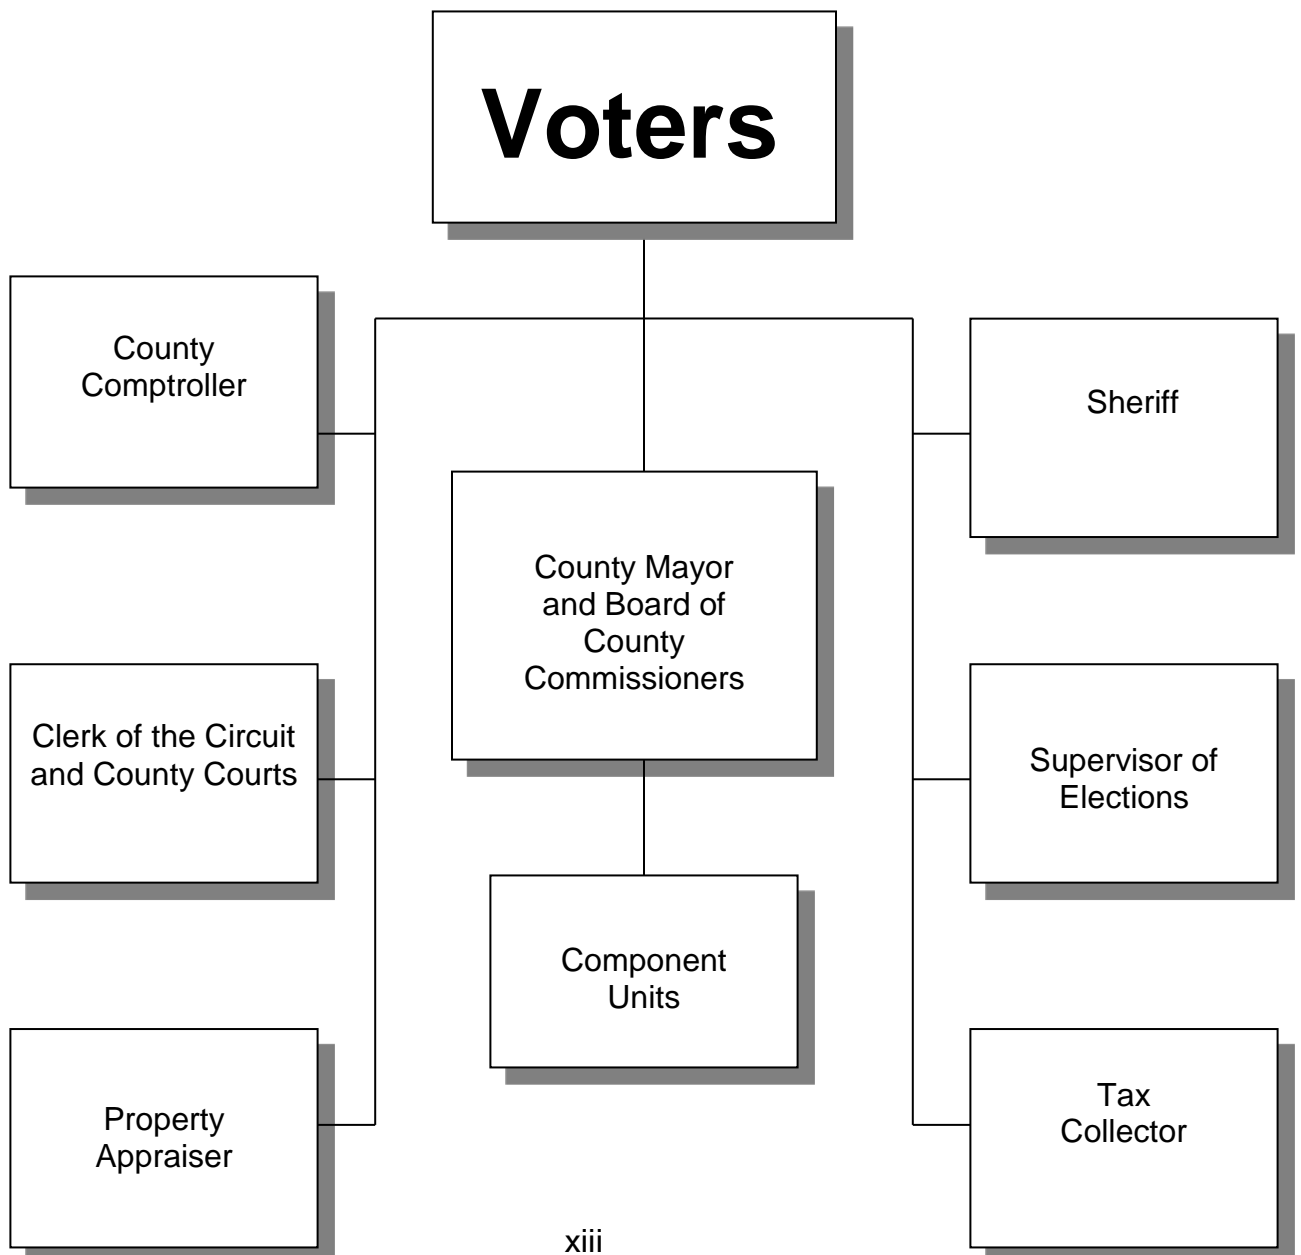 Voters
County
Comptroller
Sheriff
County Mayor
and Board of
County
Commissioners
Clerk of the Circuit
and County Courts
Supervisor of
Elections
Component
Units
Property
Appraiser
Tax
Collector
xiii